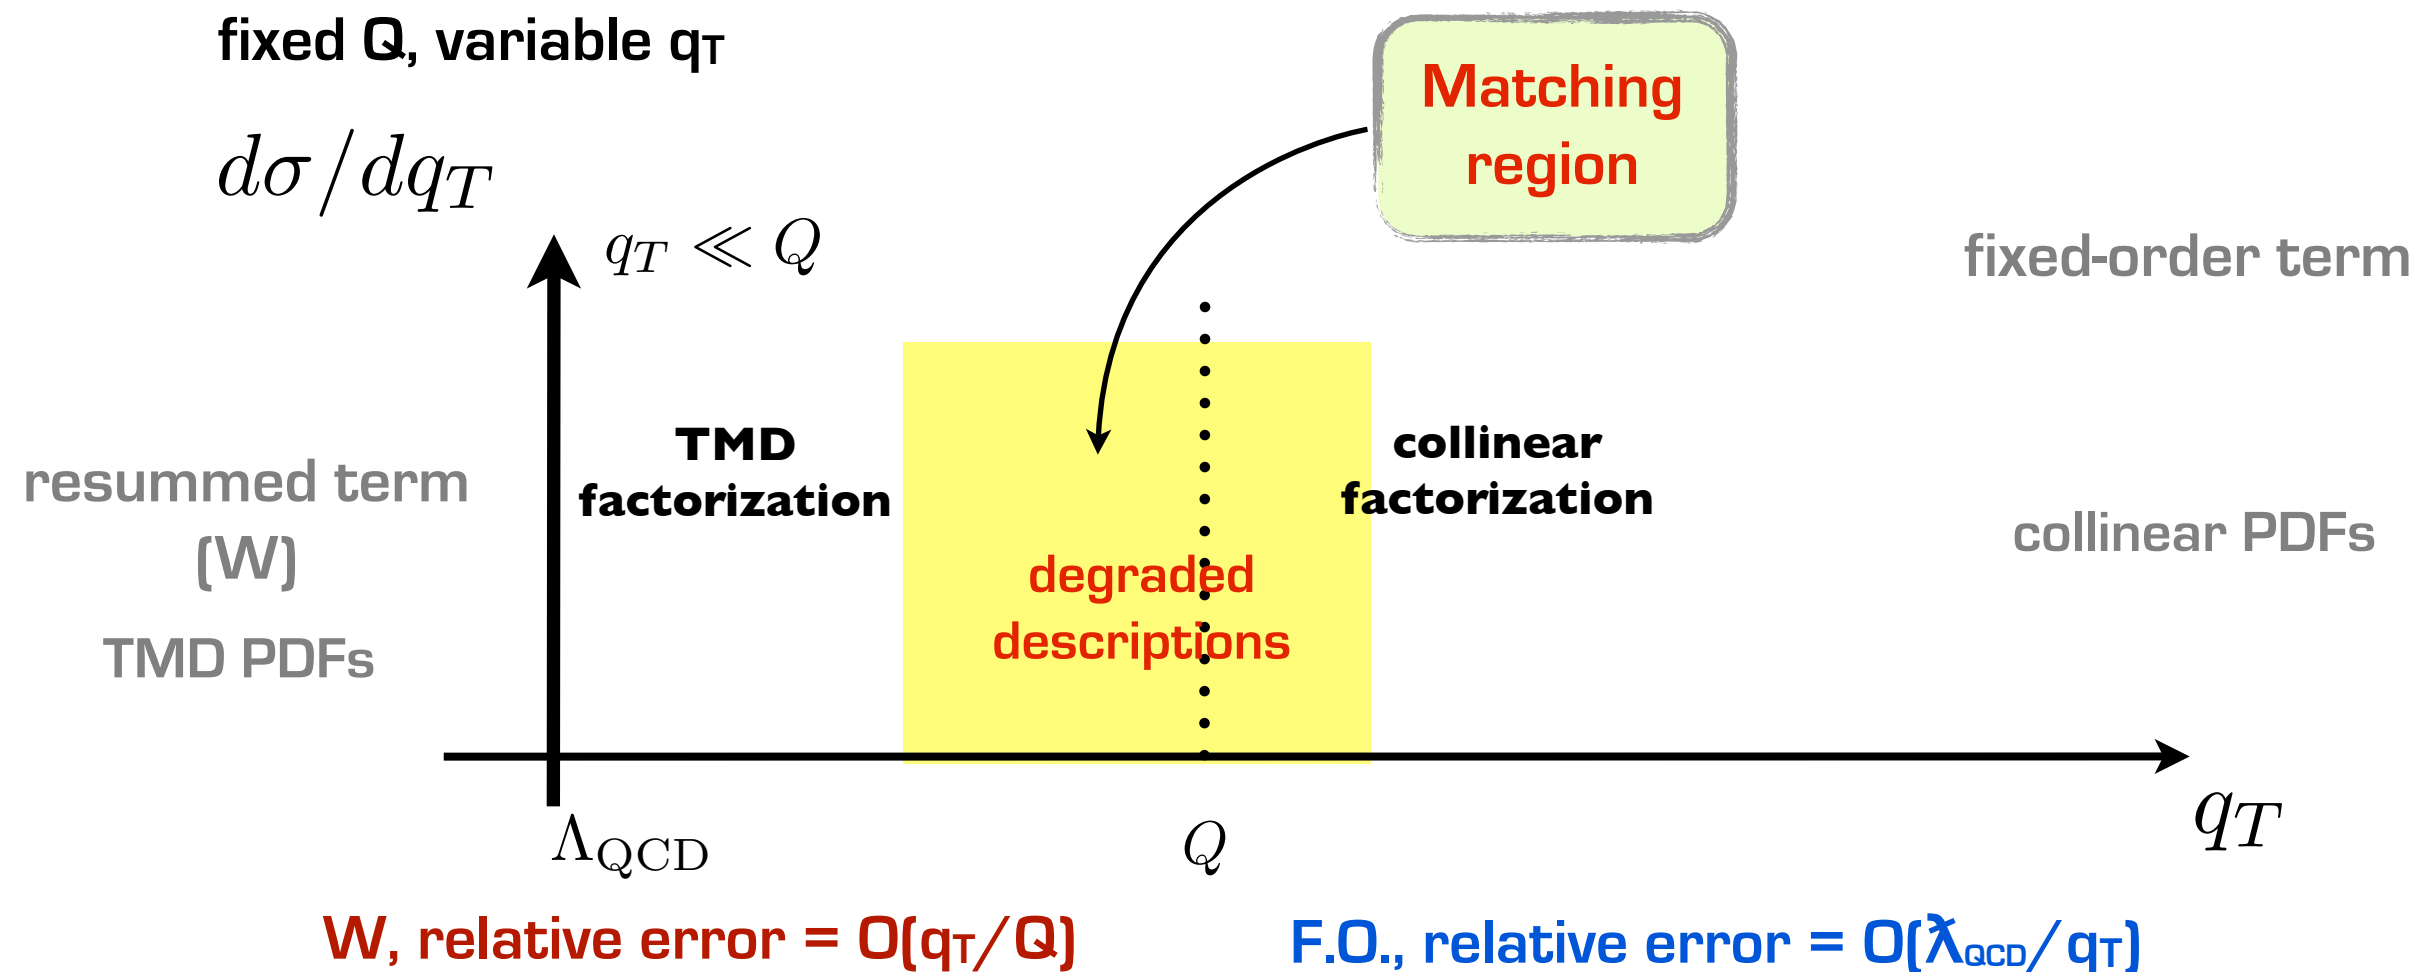 fixed Q, variable qT
dσ/dqT
Matching
region
qT ≪ Q
fixed-order term
TMD
factorization
collinear
factorization
resummed term
(W)
TMD PDFs
degraded
descriptions
collinear PDFs
ΛQCD
Q
qT
W, relative error = O(qT/Q)
F.O., relative error = O(ƛQCD/qT)